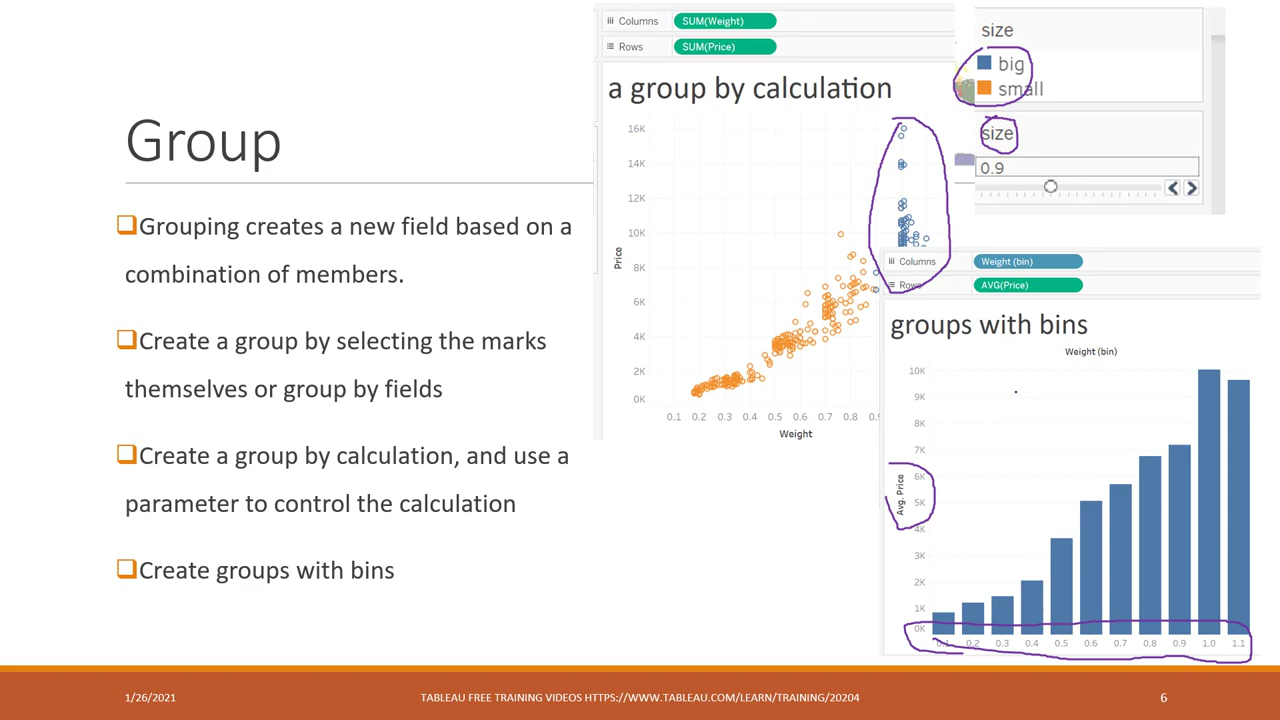 Group
Grouping creates a new field based on a
combination of members.
Create a group by selecting the marks
themselves or group by fields
Create a group by calculation, and use a
parameter to control the calculation
Create groups with bins
Columns SUM(Weight)
Rows SUM(Price)
a group by calculation
16K
14K
12K
10K
8K
6K
4K
2K
0K
Price
0.1 0.2 0.3 0.4 0.5 0.6 0.7 0.8
Weight
size
big
small
size
0.9
Columns Weight (bin)
AVG(Price)
groups with bins
Weight (bin)
10K
9K
8K
7K
6K
5K
4K
3K
2K
1K
0K
Avg. Price
0.1 0.2 0.3 0.4 0.5 0.6 0.7 0.8 0.9 1.0 1.1
1/26/2021
TABLEAU FREE TRAINING VIDEOS HTTPS://WWW.TABLEAU.COM/LEARN/TRAINING/20204
6